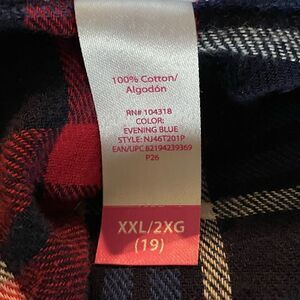 100% Cotton/
Algodón
RN# 104318
COLOR:
EVENING BLUE
STYLE: NJ46T201P
EAN/UPC 82194239369
P26
XXL/2XG
(19)